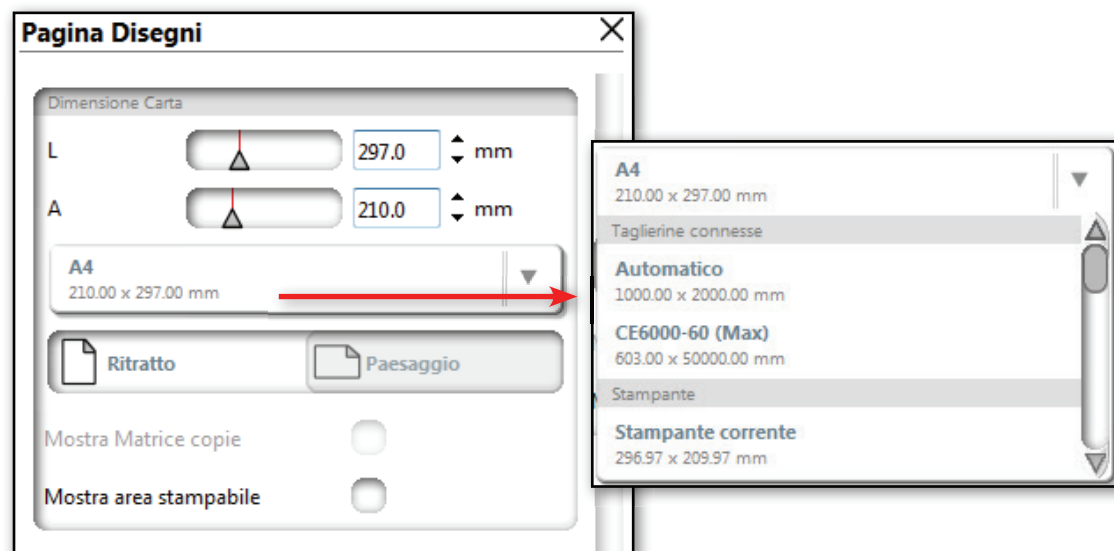 Pagina Disegni
Dimensione Carta
L 297.0 mm
A 210.0 mm
A4
210.00 x 297.00 mm
Ritratto Paesaggio
Mostra Matrice copie
Mostra area stampabile
A4
210.00 x 297.00 mm
Taglierine connesse
Automatico
1000.00 x 2000.00 mm
CE6000-60 (Max)
603.00 x 50000.00 mm
Stampante
Stampante corrente
296.97 x 209.97 mm